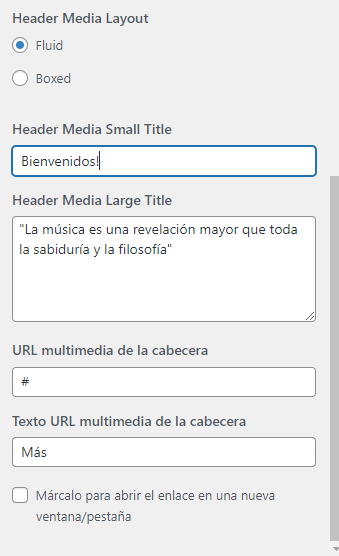 Header Media Layout
Fluid
Boxed
Header Media Small Title
Bienvenidos!
Header Media Large Title
"La música es una revelación mayor que toda
la sabiduría y la filosofía"
URL multimedia de la cabecera
#
Texto URL multimedia de la cabecera
Más
Márcalo para abrir el enlace en una nueva
ventana/pestaña